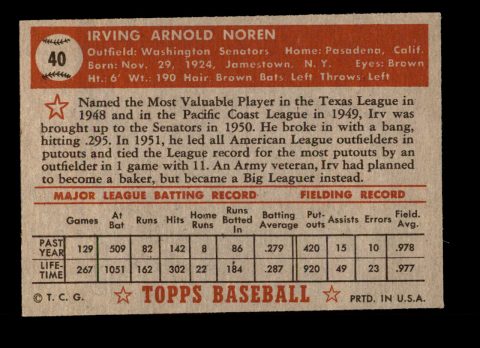 40
IRVING ARNOLD NOREN
Outfield: Washington Senators Home: Pasadena, Calif.
Born: Nov. 29, 1924, Jamestown, N. Y. Eyes: Brown
Ht.: 6' Wt.: 190 Hair: Brown Bats Left Throws: Left
Named the Most Valuable Player in the Texas League in
1948 and in the Pacific Coast League in 1949, Irv was
brought up to the Senators in 1950. He broke in with a bang,
hitting .295. In 1951, he led all American League outfielders in
putouts and tied the League record for the most putouts by an
outfielder in 1 game with 11. An Army vet, Irv had planned
to become a baker, but became a Big Leaguer instead.
MAJOR LEAGUE BATTING RECORD FIELDING RECORD
Games At Bat Runs Hits Home Runs Runs Batted In Batting Average Put-outs Assists Errors Field. Avg.
PAST YEAR 129 509 82 142 8 86 .279 420 15 10 .978
LIFE-TIME 267 1051 162 302 22 184 .287 920 49 23 .977
© T. C. G. TOPPS BASEBALL PRTD. IN U.S.A.